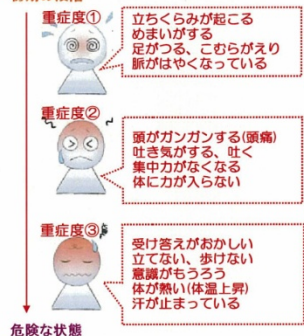 重症度①
立ちくらみが起こる
めまいがする
足がつる、こむらがえり
脈がはやくなっている
重症度②
頭がガンガンする(頭痛)
吐き気がする、吐く
集中力がなくなる
体に力が入らない
重症度③
受け答えがおかしい
立てない、歩けない
意識がもうろう
体が熱い(体温上昇)
汗が止まっている
危険な状態